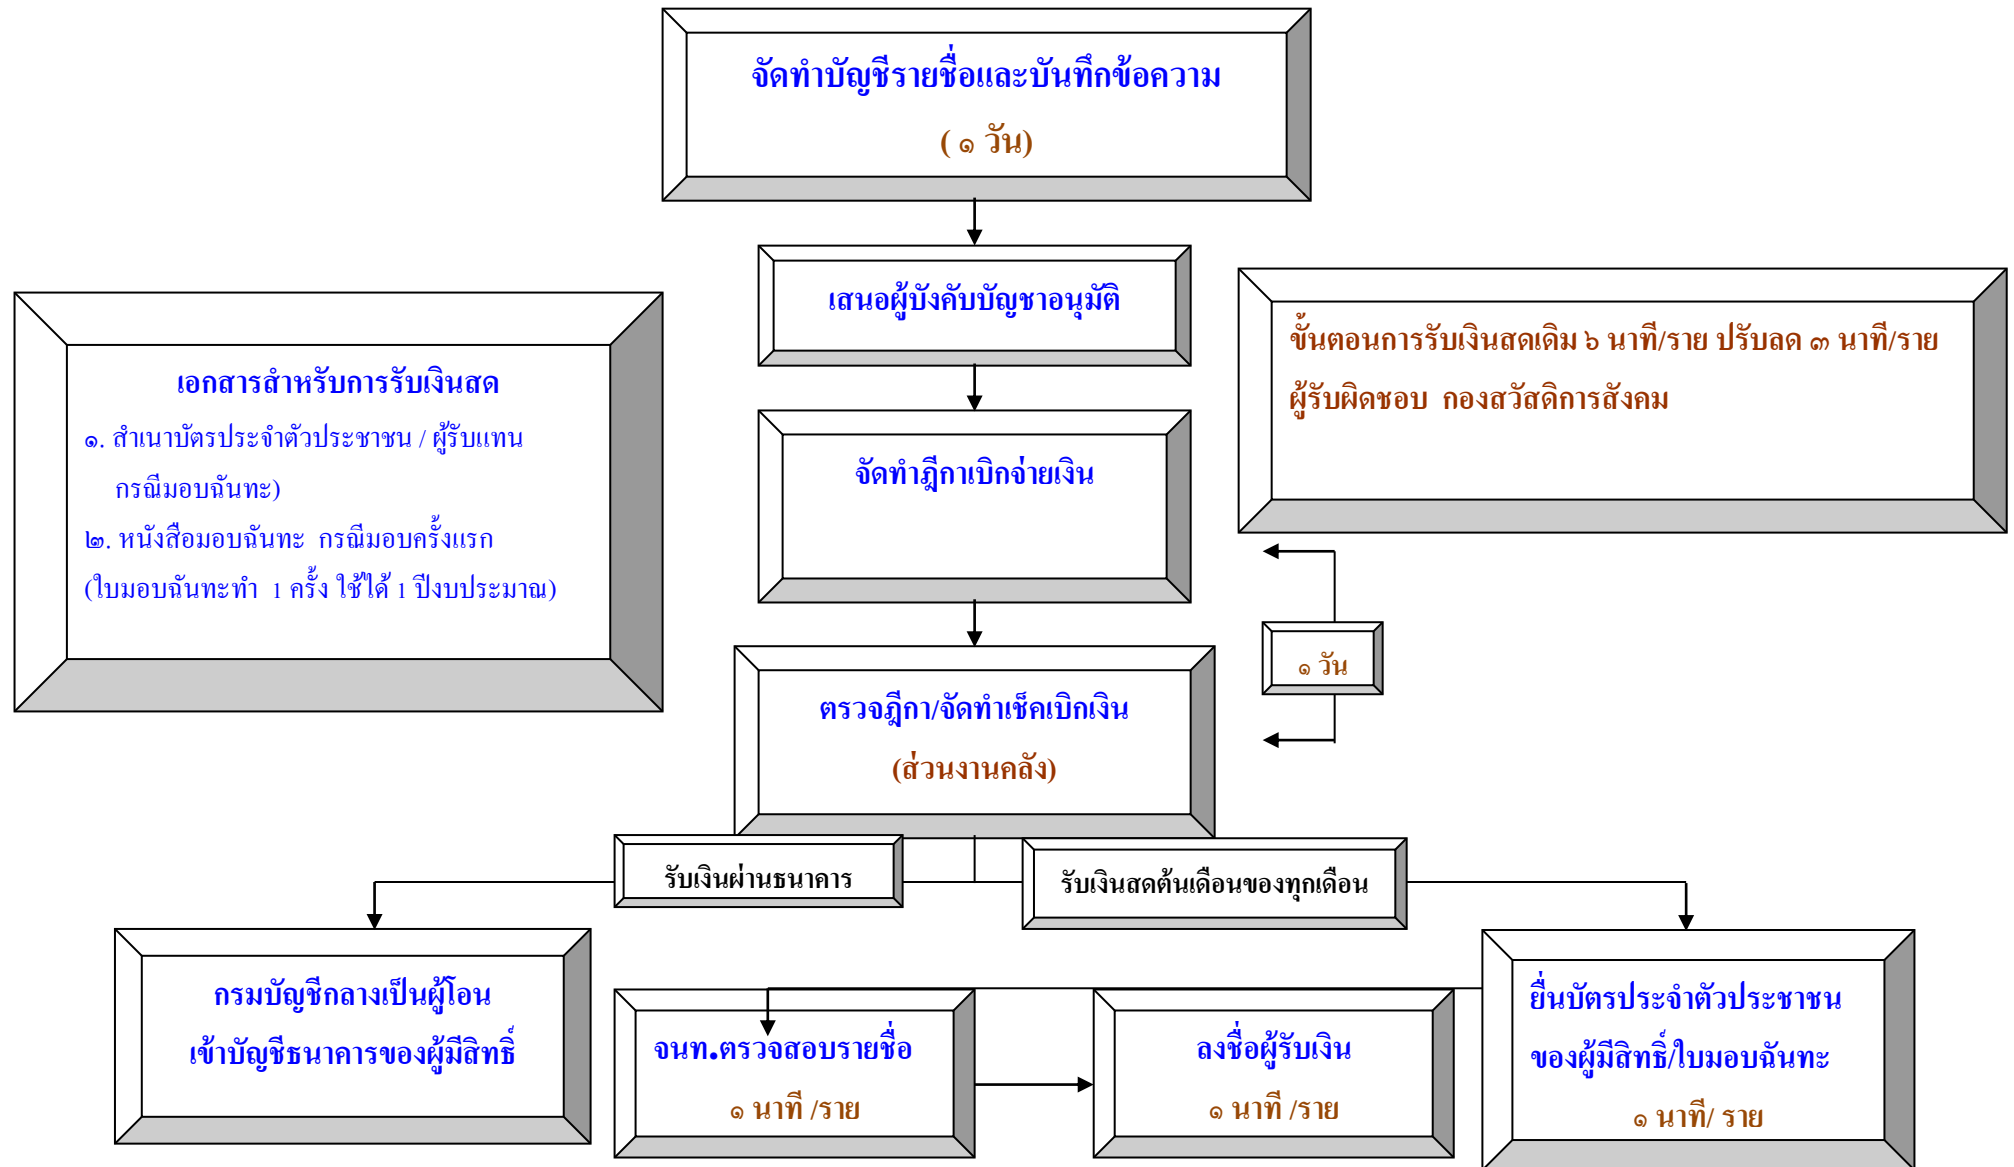 จัดทำบัญชีรายชื่อและบันทึกข้อความ
( ๑ วัน)
เสนอผู้บังคับบัญชาอนุมัติ
เอกสารสำหรับการรับเงินสด
๑. สำเนาบัตรประจำตัวประชาชน / ผู้รับแทน
กรณีมอบฉันทะ)
๒. หนังสือมอบฉันทะ กรณีมอบครั้งแรก
(ใบมอบฉันทะทำ 1 ครั้ง ใช้ได้ 1 ปีงบประมาณ)
ขั้นตอนการรับเงินสดเดิม ๖ นาที/ราย ปรับลด ๓ นาที/ราย
ผู้รับผิดชอบ กองสวัสดิการสังคม
จัดทำฎีกาเบิกจ่ายเงิน
๑ วัน
ตรวจฎีกา/จัดทำเช็คเบิกเงิน
(ส่วนงานคลัง)
รับเงินผ่านธนาคาร
รับเงินสดต้นเดือนของทุกเดือน
กรมบัญชีกลางเป็นผู้โอน
เข้าบัญชีธนาคารของผู้มีสิทธิ์
จนท.ตรวจสอบรายชื่อ
๑ นาที /ราย
ลงชื่อผู้รับเงิน
๑ นาที /ราย
ยื่นบัตรประจำตัวประชาชน
ของผู้มีสิทธิ์/ใบมอบฉันทะ
๑ นาที/ ราย